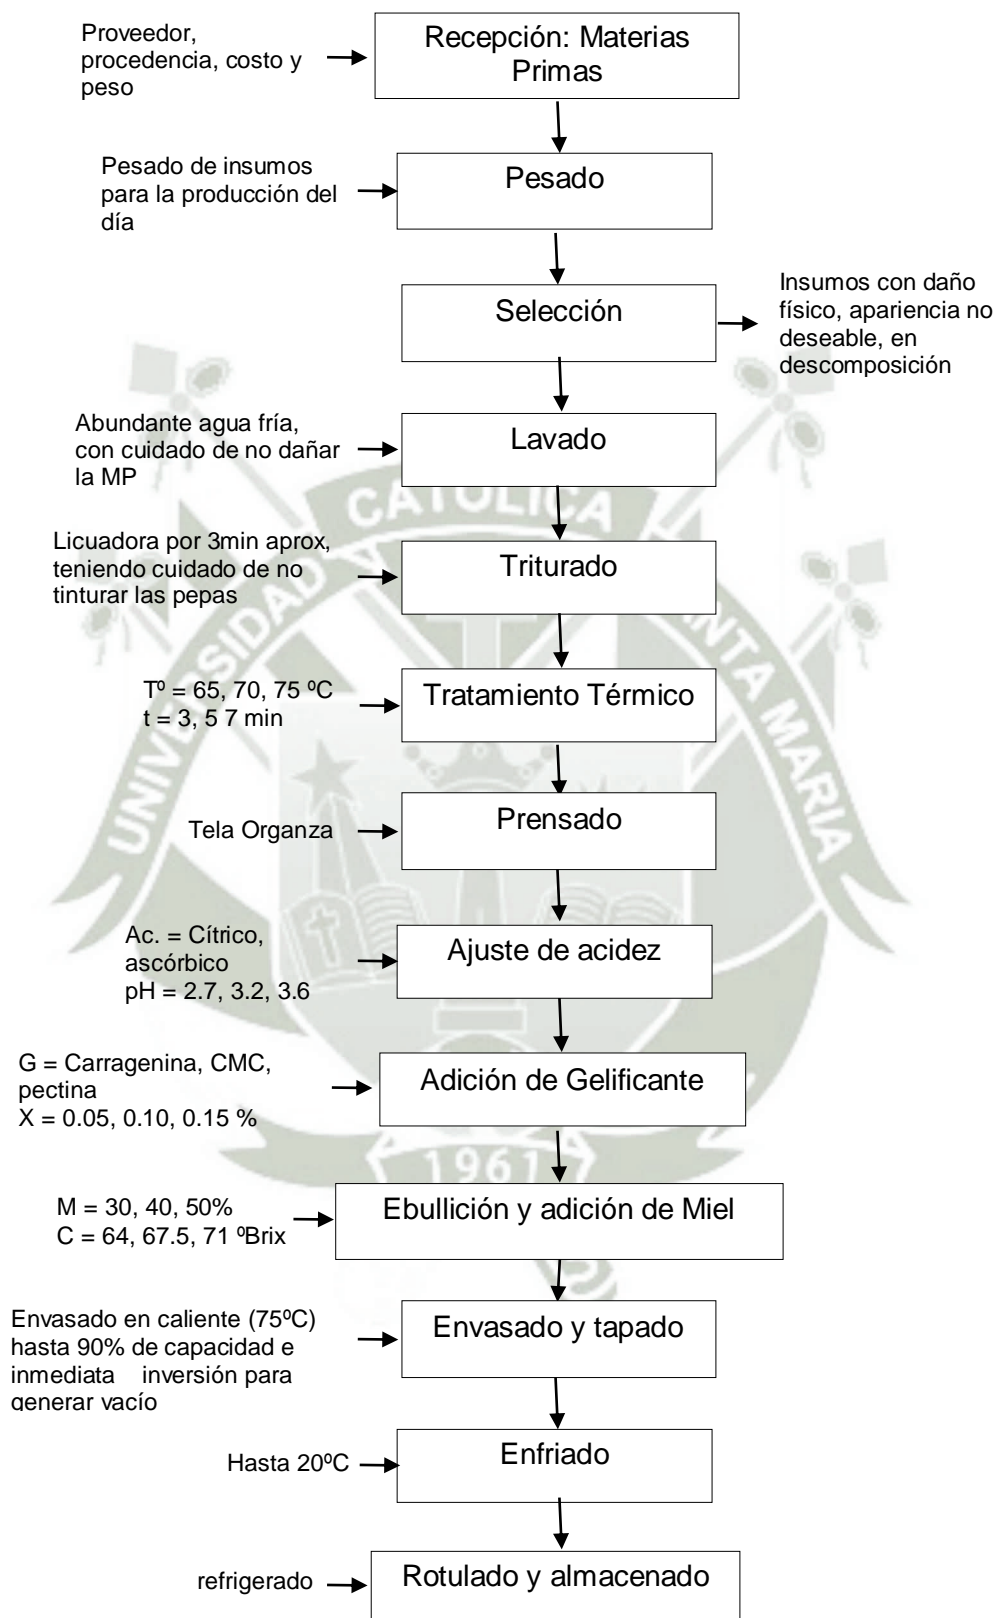 Proveedor,
procedencia, costo y
peso
Recepción: Materias
Primas
Pesado de insumos
para la producción del
día
Pesado
Selección
Insumos con daño
físico, apariencia no
deseable, en
descomposición
Abundante agua fría,
con cuidado de no dañar
la MP
Lavado
Licuadora por 3min aprox,
teniendo cuidado de no
tinturar las pepas
Triturado
Tº = 65, 70, 75 ºC
t = 3, 5 7 min
Tratamiento Térmico
Tela Organza
Prensado
Ac. = Cítrico,
ascórbico
pH = 2.7, 3.2, 3.6
Ajuste de acidez
G = Carragenina, CMC,
pectina
X = 0.05, 0.10, 0.15 %
Adición de Gelificante
M = 30, 40, 50%
C = 64, 67.5, 71 ºBrix
Ebullición y adición de Miel
Envasado en caliente (75ºC)
hasta 90% de capacidad e
inmediata inversión para
generar vacío
Envasado y tapado
Hasta 20ºC
Enfriado
refrigerado
Rotulado y almacenado
UNIVERSIDAD CATOLICA SANTA MARIA
1961